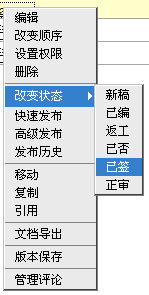 编辑
改变顺序
设置权限
删除
改变状态
快速发布
高级发布
发布历史
移动
复制
引用
文档导出
版本保存
管理评论
新稿
已编
返工
已否
已签
正审